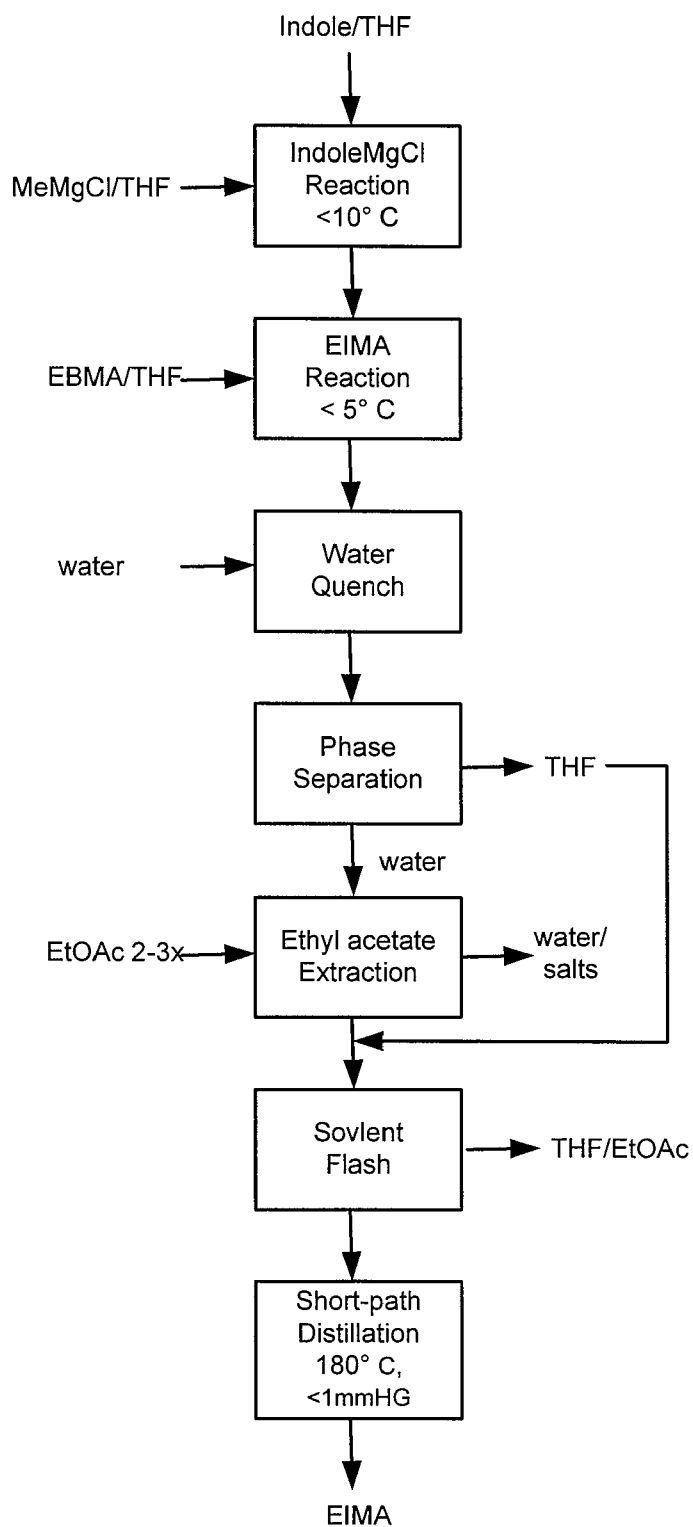 Indole/THF
IndoleMgCl
Reaction
<10° C
MeMgCl/THF
EIMA
Reaction
< 5° C
EBMA/THF
Water
Quench
water
Phase
Separation
THF
water
Ethyl acetate
Extraction
EtOAc 2-3x
water/
salts
Sovlent
Flash
THF/EtOAc
Short-path
Distillation
180° C,
<1mmHG
EIMA